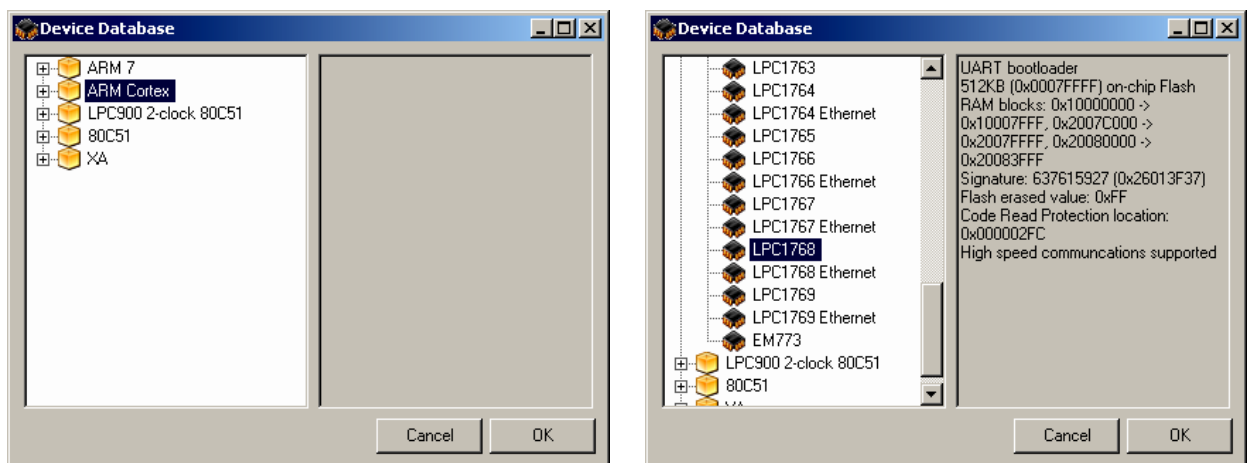 Device Database
ARM 7
ARM Cortex
LPC900 2-clock 80C51
80C51
XA
Cancel
OK
Device Database
LPC1763
LPC1764
LPC1764 Ethernet
LPC1765
LPC1766
LPC1766 Ethernet
LPC1767
LPC1767 Ethernet
LPC1768
LPC1768 Ethernet
LPC1769
LPC1769 Ethernet
EM773
LPC900 2-clock 80C51
80C51
XA
UART bootloader
512KB (0x0007FFFF) on-chip Flash
RAM blocks: 0x10000000 ->
0x10007FFF, 0x2007C000 ->
0x2007FFFF, 0x20080000 ->
0x20083FFF
Signature: 637615927 (0x26013F37)
Flash erased value: 0xFF
Code Read Protection location:
0x000002FC
High speed communcations supported
Cancel
OK